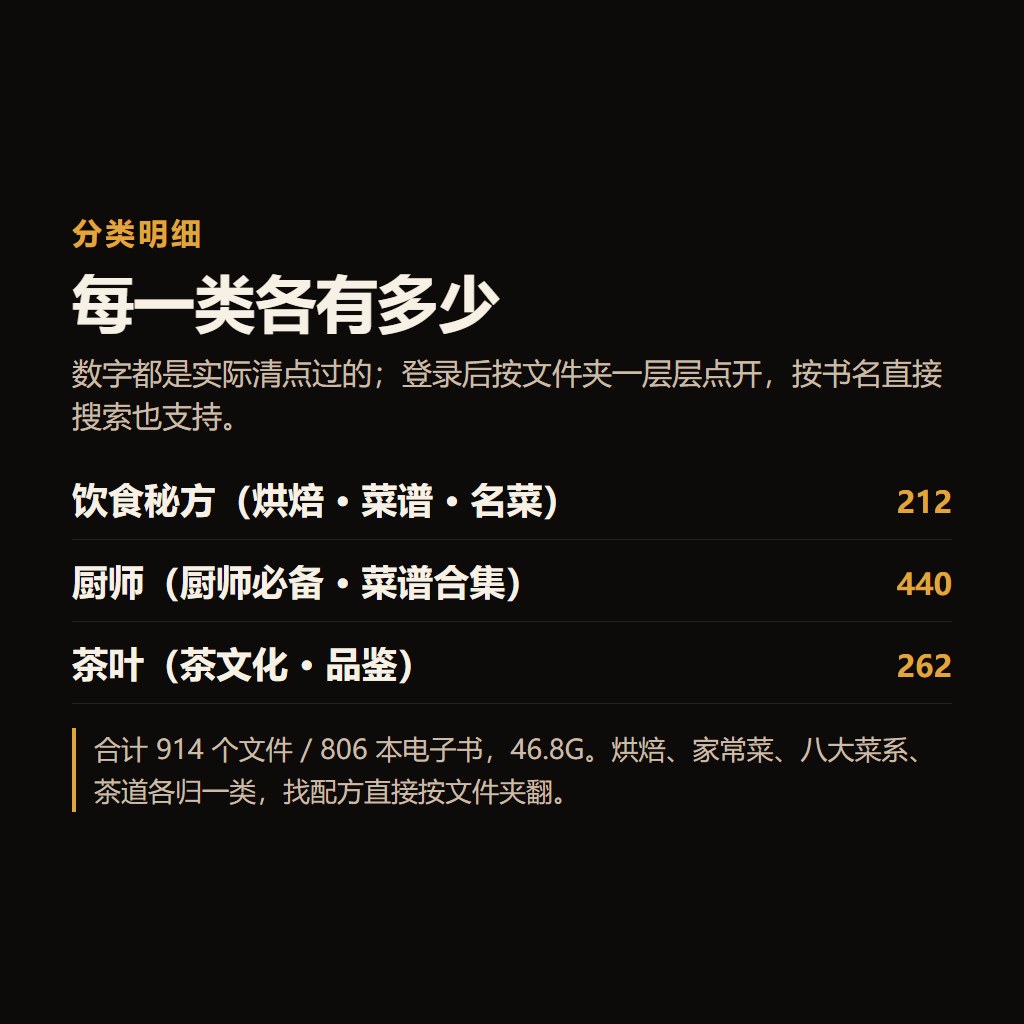 分类明细
每一类各有多少
数字都是实际清点过的；登录后按文件夹一层层点开，按书名直接
搜索也支持。
饮食秘方（烘焙·菜谱·名菜） 212
厨师（厨师必备·菜谱合集） 440
茶叶（茶文化·品鉴） 262
合计 914 个文件 / 806 本电子书，46.8G。烘焙、家常菜、八大菜系、
茶道各归一类，找配方直接按文件夹翻。